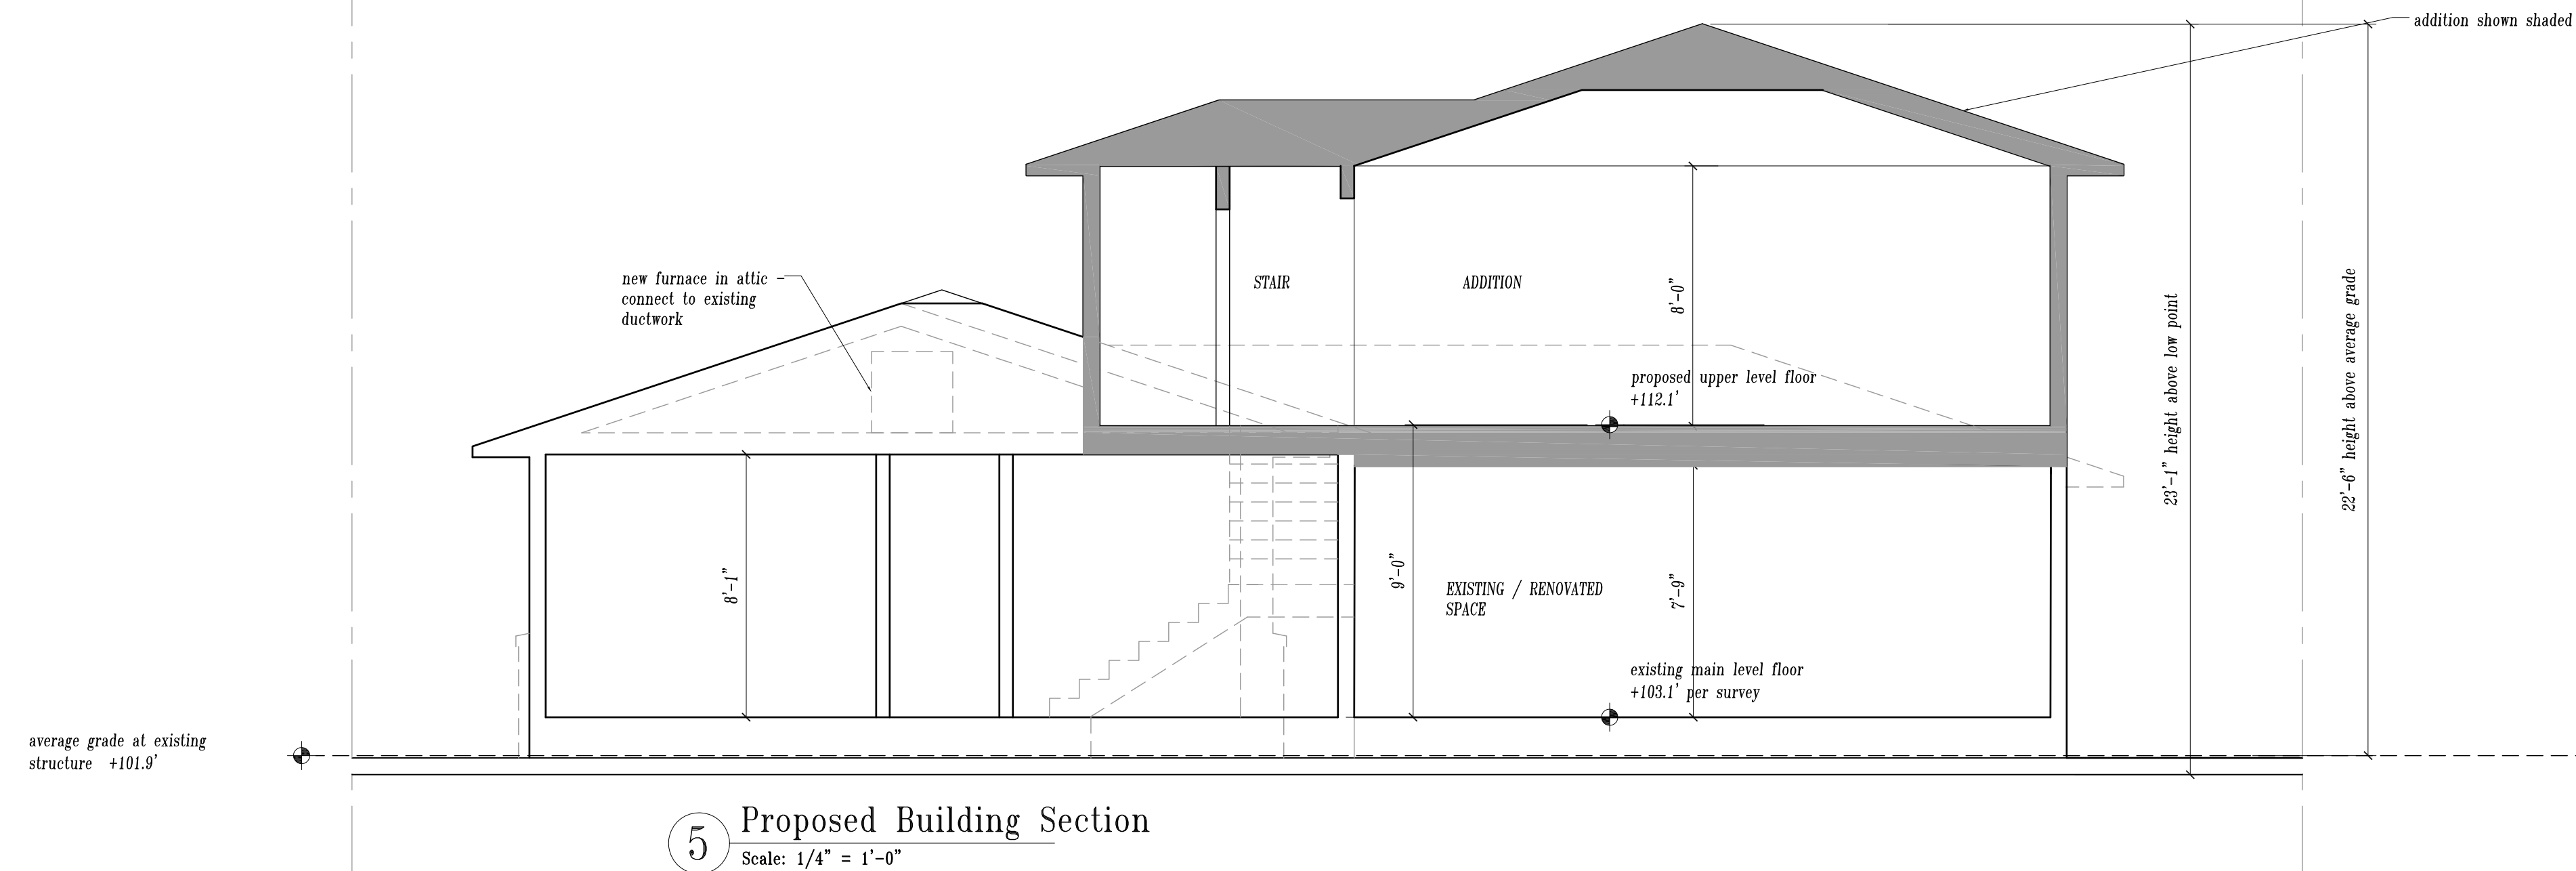 addition shown shaded
new furnace in attic -
connect to existing
ductwork
STAIR
ADDITION
8'-0"
23'-1" height above low point
22'-6" height above average grade
proposed upper level floor
+112.1'
8'-1"
9'-0"
EXISTING / RENOVATED
SPACE
7'-9"
existing main level floor
+103.1' per survey
average grade at existing
structure +101.9'
5
Proposed Building Section
Scale: 1/4" = 1'-0"